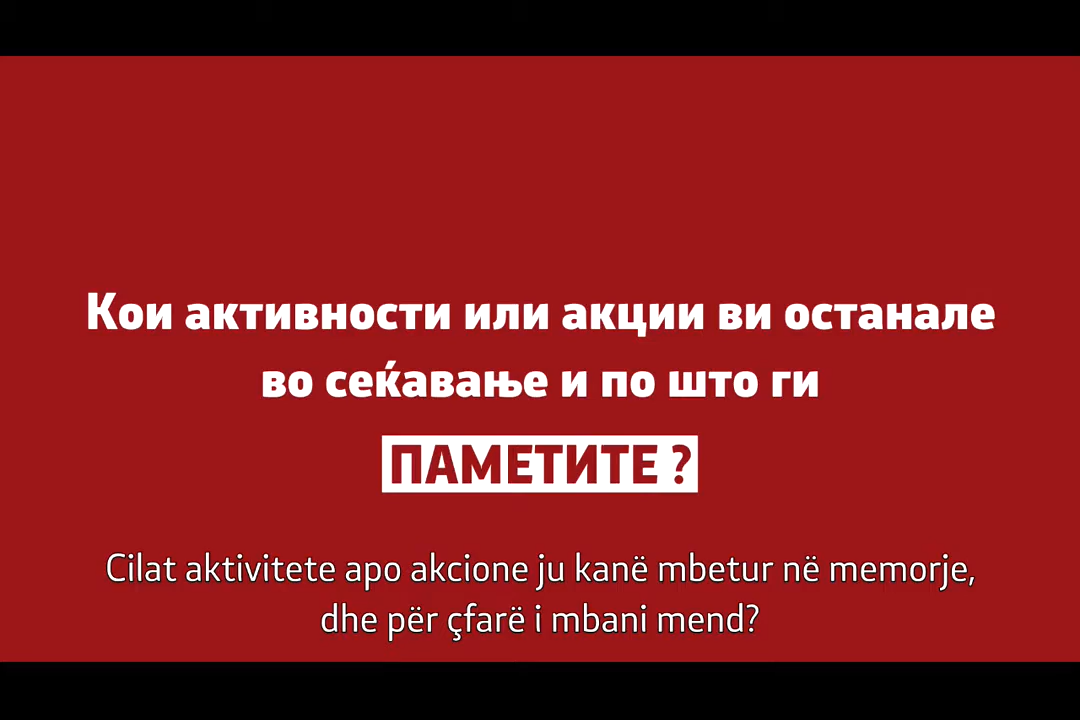 Кои активности или акции ви останале
во сеќавање и по што ги
ПАМЕТИТЕ ?
Cilat aktivitete apo akcione ju kanë mbetur në memorje,
dhe për çfarë i mbani mend?